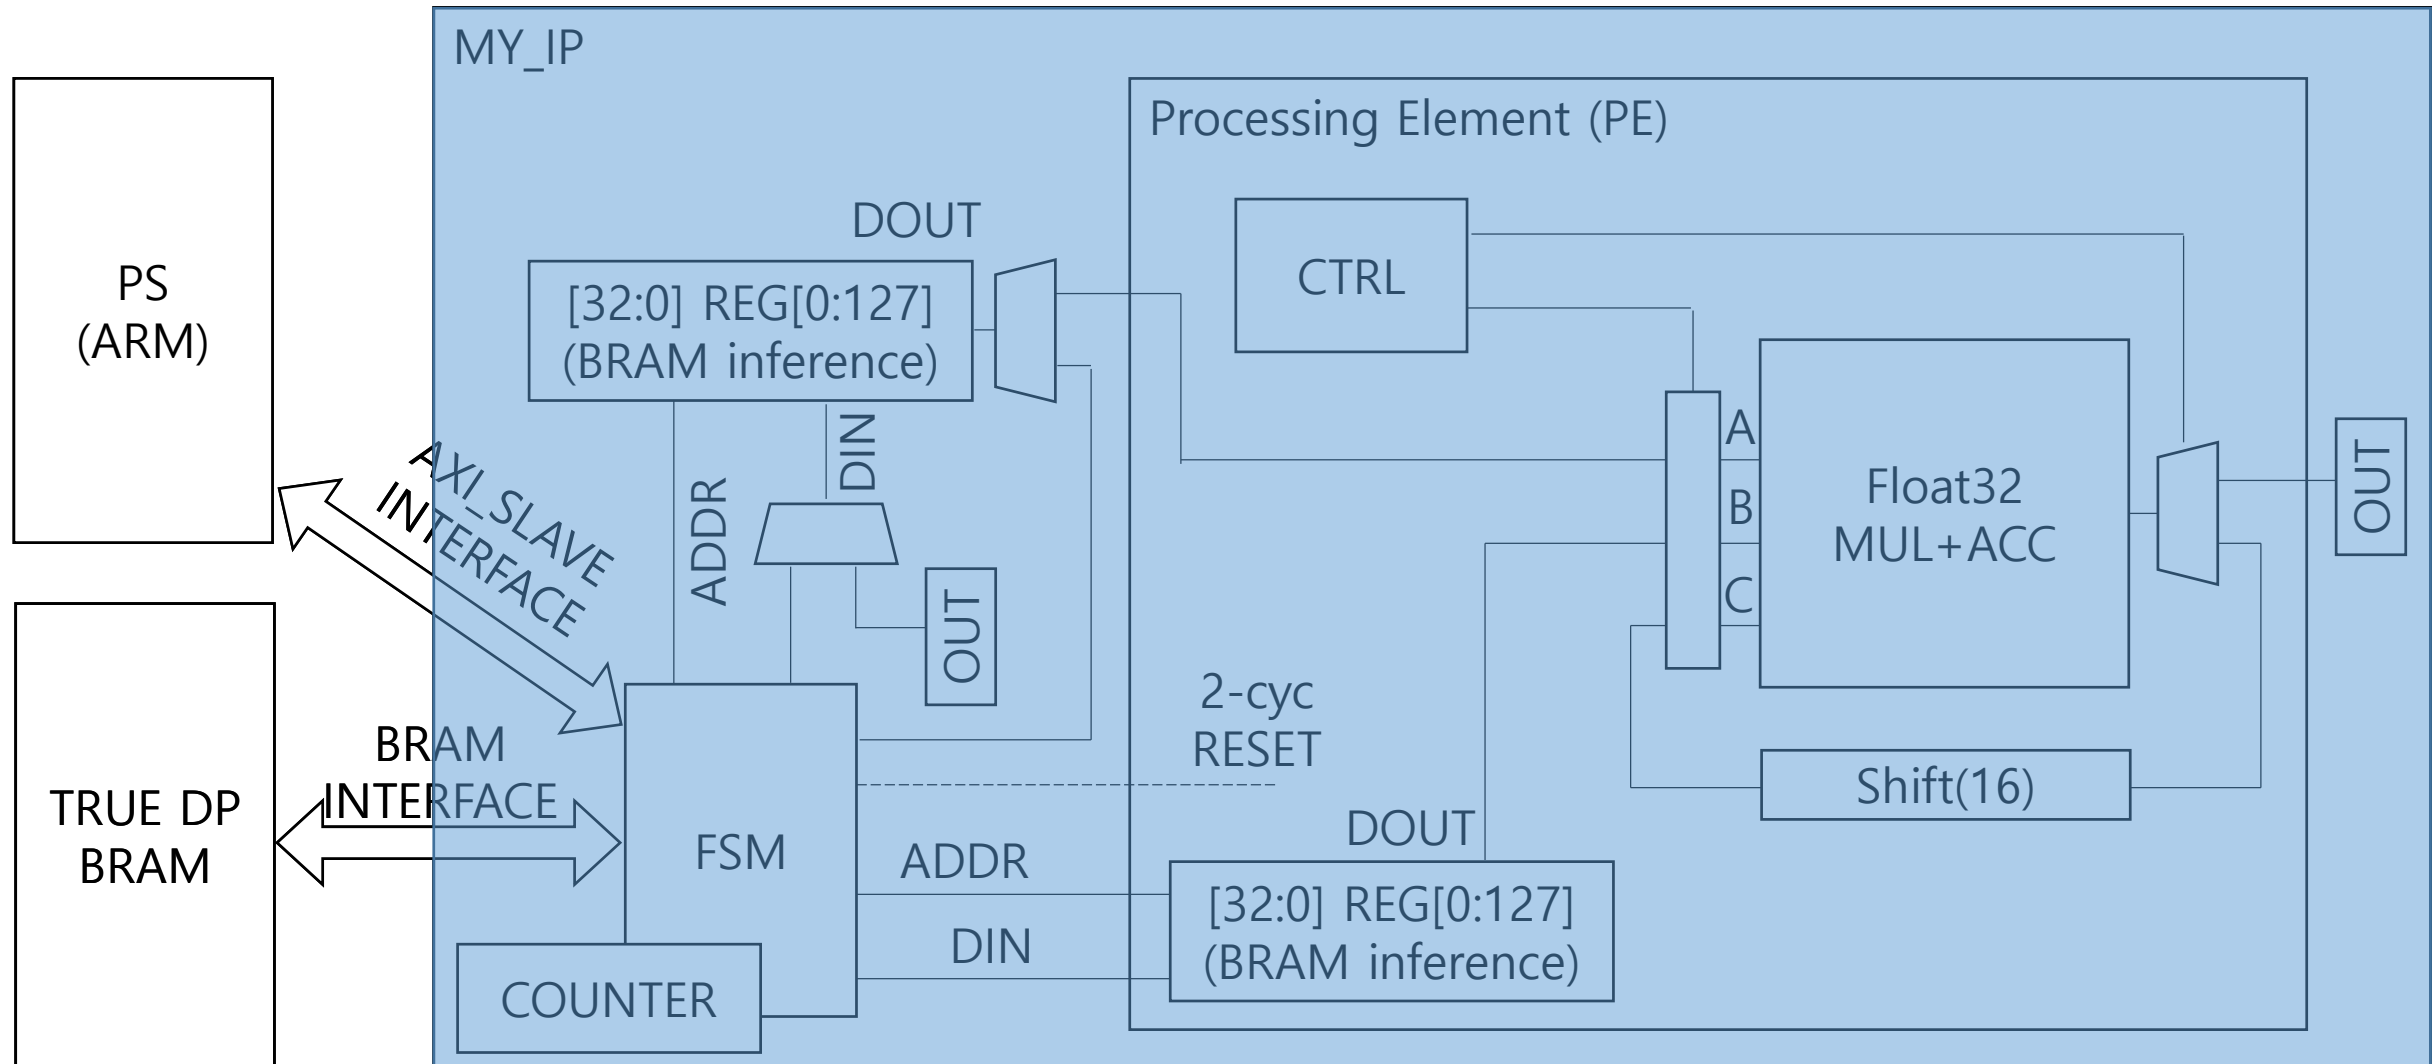 MY_IP
Processing Element (PE)
PS
(ARM)
DOUT
[32:0] REG[0:127]
(BRAM inference)
CTRL
AXI_SLAVE
INTERFACE
ADDR
DIN
OUT
A
B
C
Float32
MUL+ACC
OUT
TRUE DP
BRAM
BRAM
INTERFACE
FSM
COUNTER
2-cyc
RESET
Shift(16)
ADDR
DIN
DOUT
[32:0] REG[0:127]
(BRAM inference)